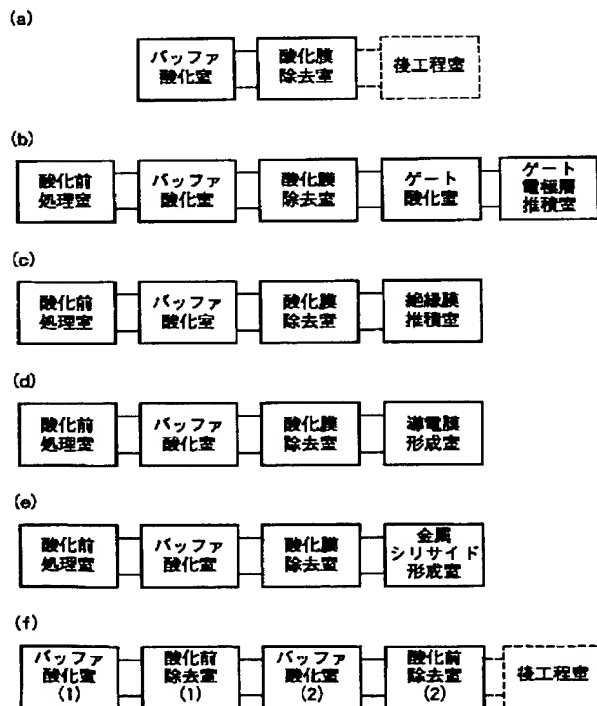 (a)
バッファ
酸化室
酸化膜
除去室
後工程室
(b)
酸化前
処理室
バッファ
酸化室
酸化膜
除去室
ゲート
酸化室
ゲート
電極層
推積室
(c)
酸化前
処理室
バッファ
酸化室
酸化膜
除去室
絶縁膜
推積室
(d)
酸化前
処理室
バッファ
酸化室
酸化膜
除去室
導電膜
形成室
(e)
酸化前
処理室
バッファ
酸化室
酸化膜
除去室
金属
シリサイド
形成室
(f)
バッファ
酸化室
(1)
酸化前
除去室
(1)
バッファ
酸化室
(2)
酸化前
除去室
(2)
後工程室